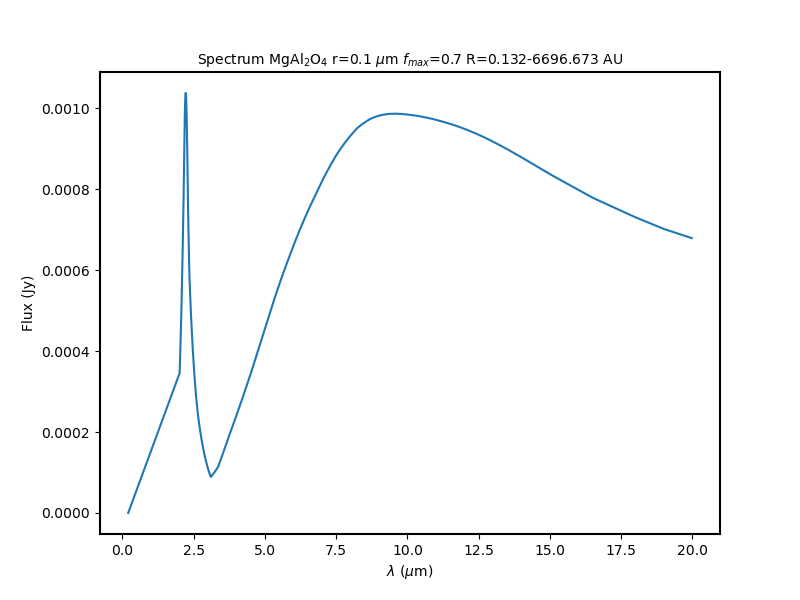 Spectrum MgAl₂O₄ r=0.1 μm fₘₐₓ=0.7 R=0.132-6696.673 AU
0.0010
0.0008
0.0006
0.0004
0.0002
0.0000
Flux (Jy)
0.0 2.5 5.0 7.5 10.0 12.5 15.0 17.5 20.0
λ (μm)